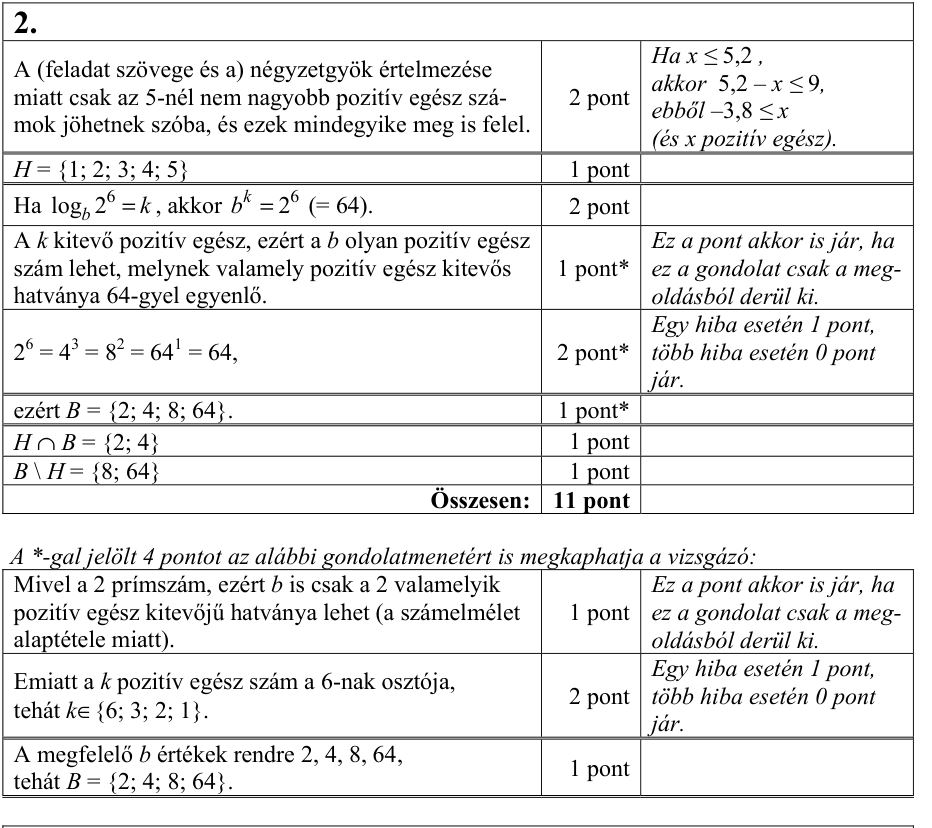 2.
A (feladat szövege és a) négyzetgyök értelmezése
miatt csak az 5-nél nem nagyobb pozitív egész szá-
mok jöhetnek szóba, és ezek mindegyike meg is felel.
2 pont
Ha x ≤ 5,2 ,
akkor 5,2 – x ≤ 9,
ebből –3,8 ≤ x
(és x pozitív egész).
H = {1; 2; 3; 4; 5}
1 pont
Ha log_b 2^6 = k , akkor b^k = 2^6 (= 64).
2 pont
A k kitevő pozitív egész, ezért a b olyan pozitív egész
szám lehet, melynek valamely pozitív egész kitevős
hatványa 64-gyel egyenlő.
1 pont*
Ez a pont akkor is jár, ha
ez a gondolat csak a meg-
oldásból derül ki.
2^6 = 4^3 = 8^2 = 64^1 = 64,
2 pont*
Egy hiba esetén 1 pont,
több hiba esetén 0 pont
jár.
ezért B = {2; 4; 8; 64}.
1 pont*
H ∩ B = {2; 4}
1 pont
B \ H = {8; 64}
1 pont
Összesen:
11 pont
A *-gal jelölt 4 pontot az alábbi gondolatmenetért is megkaphatja a vizsgázó:
Mivel a 2 prímszám, ezért b is csak a 2 valamelyik
pozitív egész kitevőjű hatványa lehet (a számelmélet
alaptétele miatt).
1 pont
Ez a pont akkor is jár, ha
ez a gondolat csak a meg-
oldásból derül ki.
Emiatt a k pozitív egész szám a 6-nak osztója,
tehát k∈ {6; 3; 2; 1}.
2 pont
Egy hiba esetén 1 pont,
több hiba esetén 0 pont
jár.
A megfelelő b értékek rendre 2, 4, 8, 64,
tehát B = {2; 4; 8; 64}.
1 pont